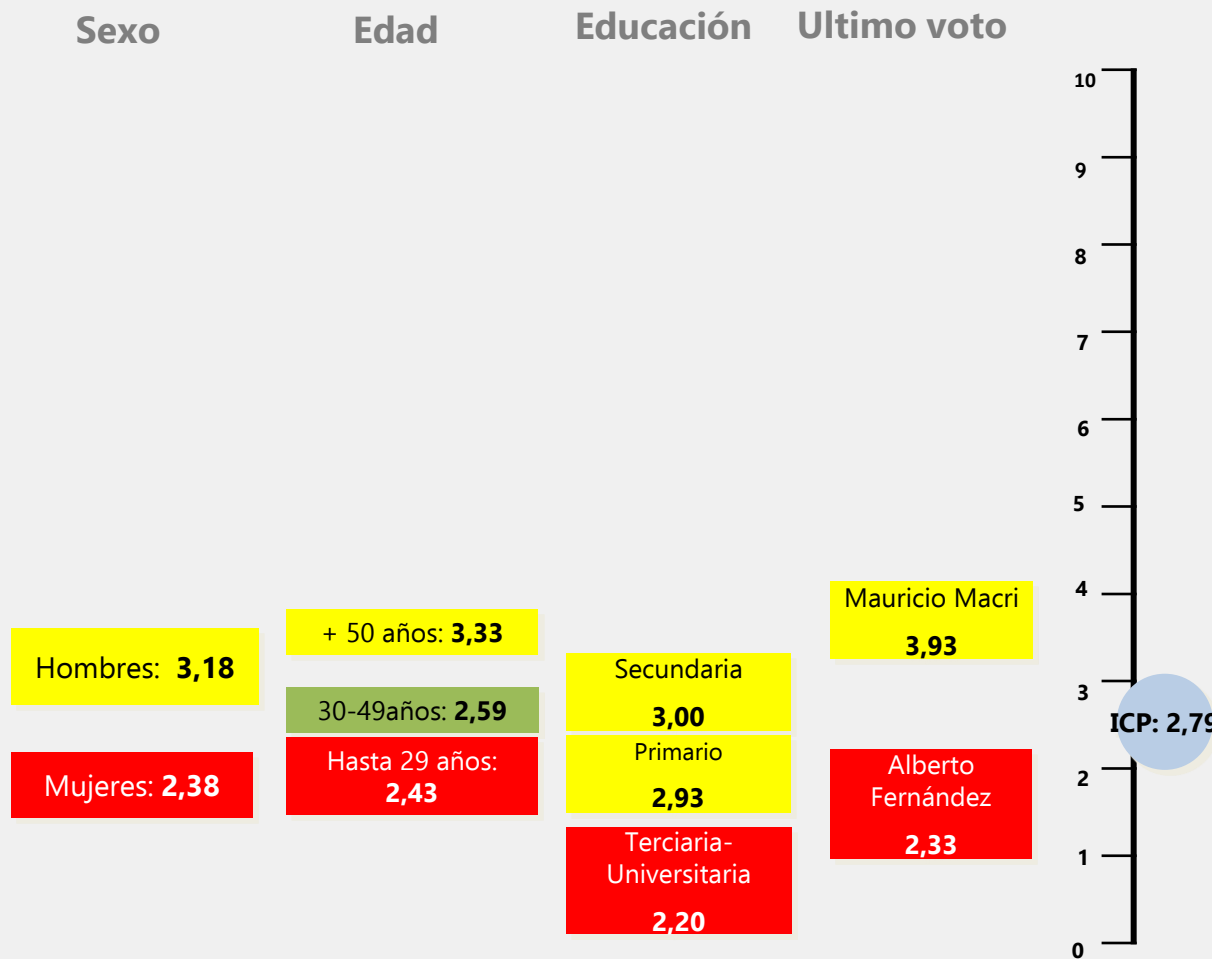 Sexo
Edad
Educación
Ultimo voto
Hombres: 3,18
Mujeres: 2,38
+ 50 años: 3,33
30-49años: 2,59
Hasta 29 años:
2,43
Secundaria
3,00
Primario
2,93
Terciaria-
Universitaria
2,20
Mauricio Macri
3,93
Alberto
Fernández
2,33
10
9
8
7
6
5
4
3
2
1
0
ICP: 2,79